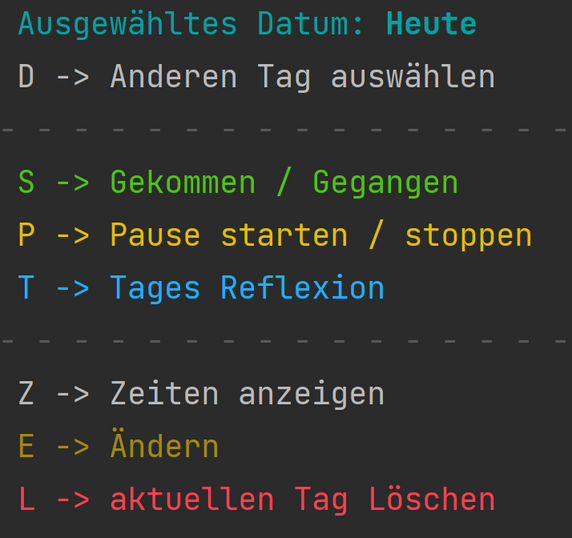 Ausgewähltes Datum: Heute
D -> Anderen Tag auswählen
- - - - - - - - - - - - - - - -
S -> Gekommen / Gegangen
P -> Pause starten / stoppen
T -> Tages Reflexion
- - - - - - - - - - - - - - - -
Z -> Zeiten anzeigen
E -> Ändern
L -> aktuellen Tag Löschen